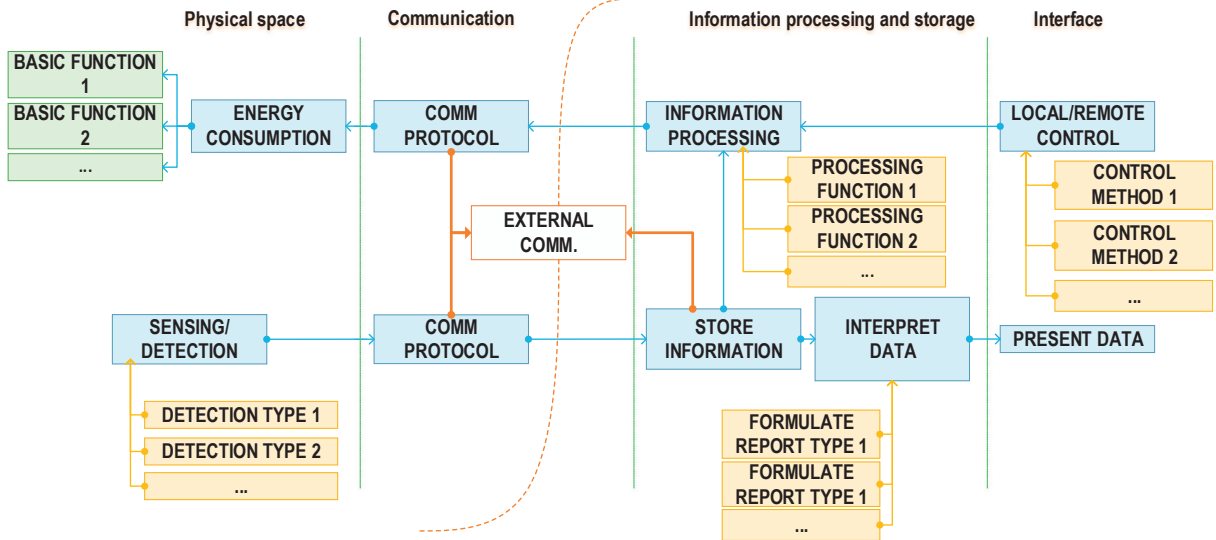 Physical space
Communication
Information processing and storage
Interface
BASIC FUNCTION
1
BASIC FUNCTION
2
...
ENERGY
CONSUMPTION
COMM
PROTOCOL
INFORMATION
PROCESSING
LOCAL/REMOTE
CONTROL
PROCESSING
FUNCTION 1
PROCESSING
FUNCTION 2
...
CONTROL
METHOD 1
CONTROL
METHOD 2
...
EXTERNAL
COMM.
SENSING/
DETECTION
COMM
PROTOCOL
STORE
INFORMATION
INTERPRET
DATA
PRESENT DATA
DETECTION TYPE 1
DETECTION TYPE 2
...
FORMULATE
REPORT TYPE 1
FORMULATE
REPORT TYPE 1
...